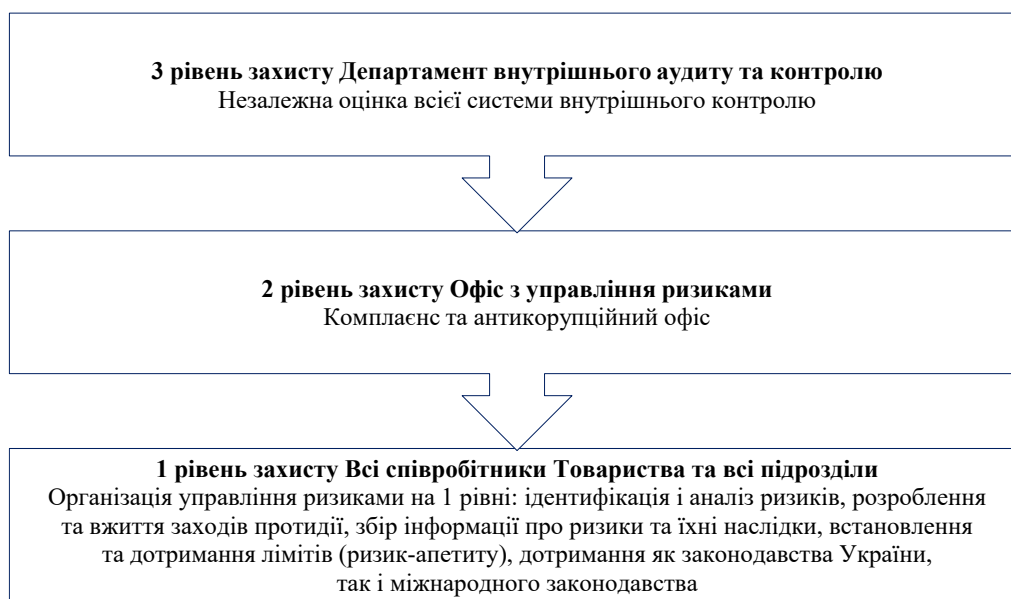 3 рівень захисту Департамент внутрішнього аудиту та контролю
Незалежна оцінка всієї системи внутрішнього контролю
2 рівень захисту Офіс з управління ризиками
Комплаєнс та антикорупційний офіс
1 рівень захисту Всі співробітники Товариства та всі підрозділи
Організація управління ризиками на 1 рівні: ідентифікація і аналіз ризиків, розроблення
та вжиття заходів протидії, збір інформації про ризики та їхні наслідки, встановлення
та дотримання лімітів (ризик-апетиту), дотримання як законодавства України,
так і міжнародного законодавства